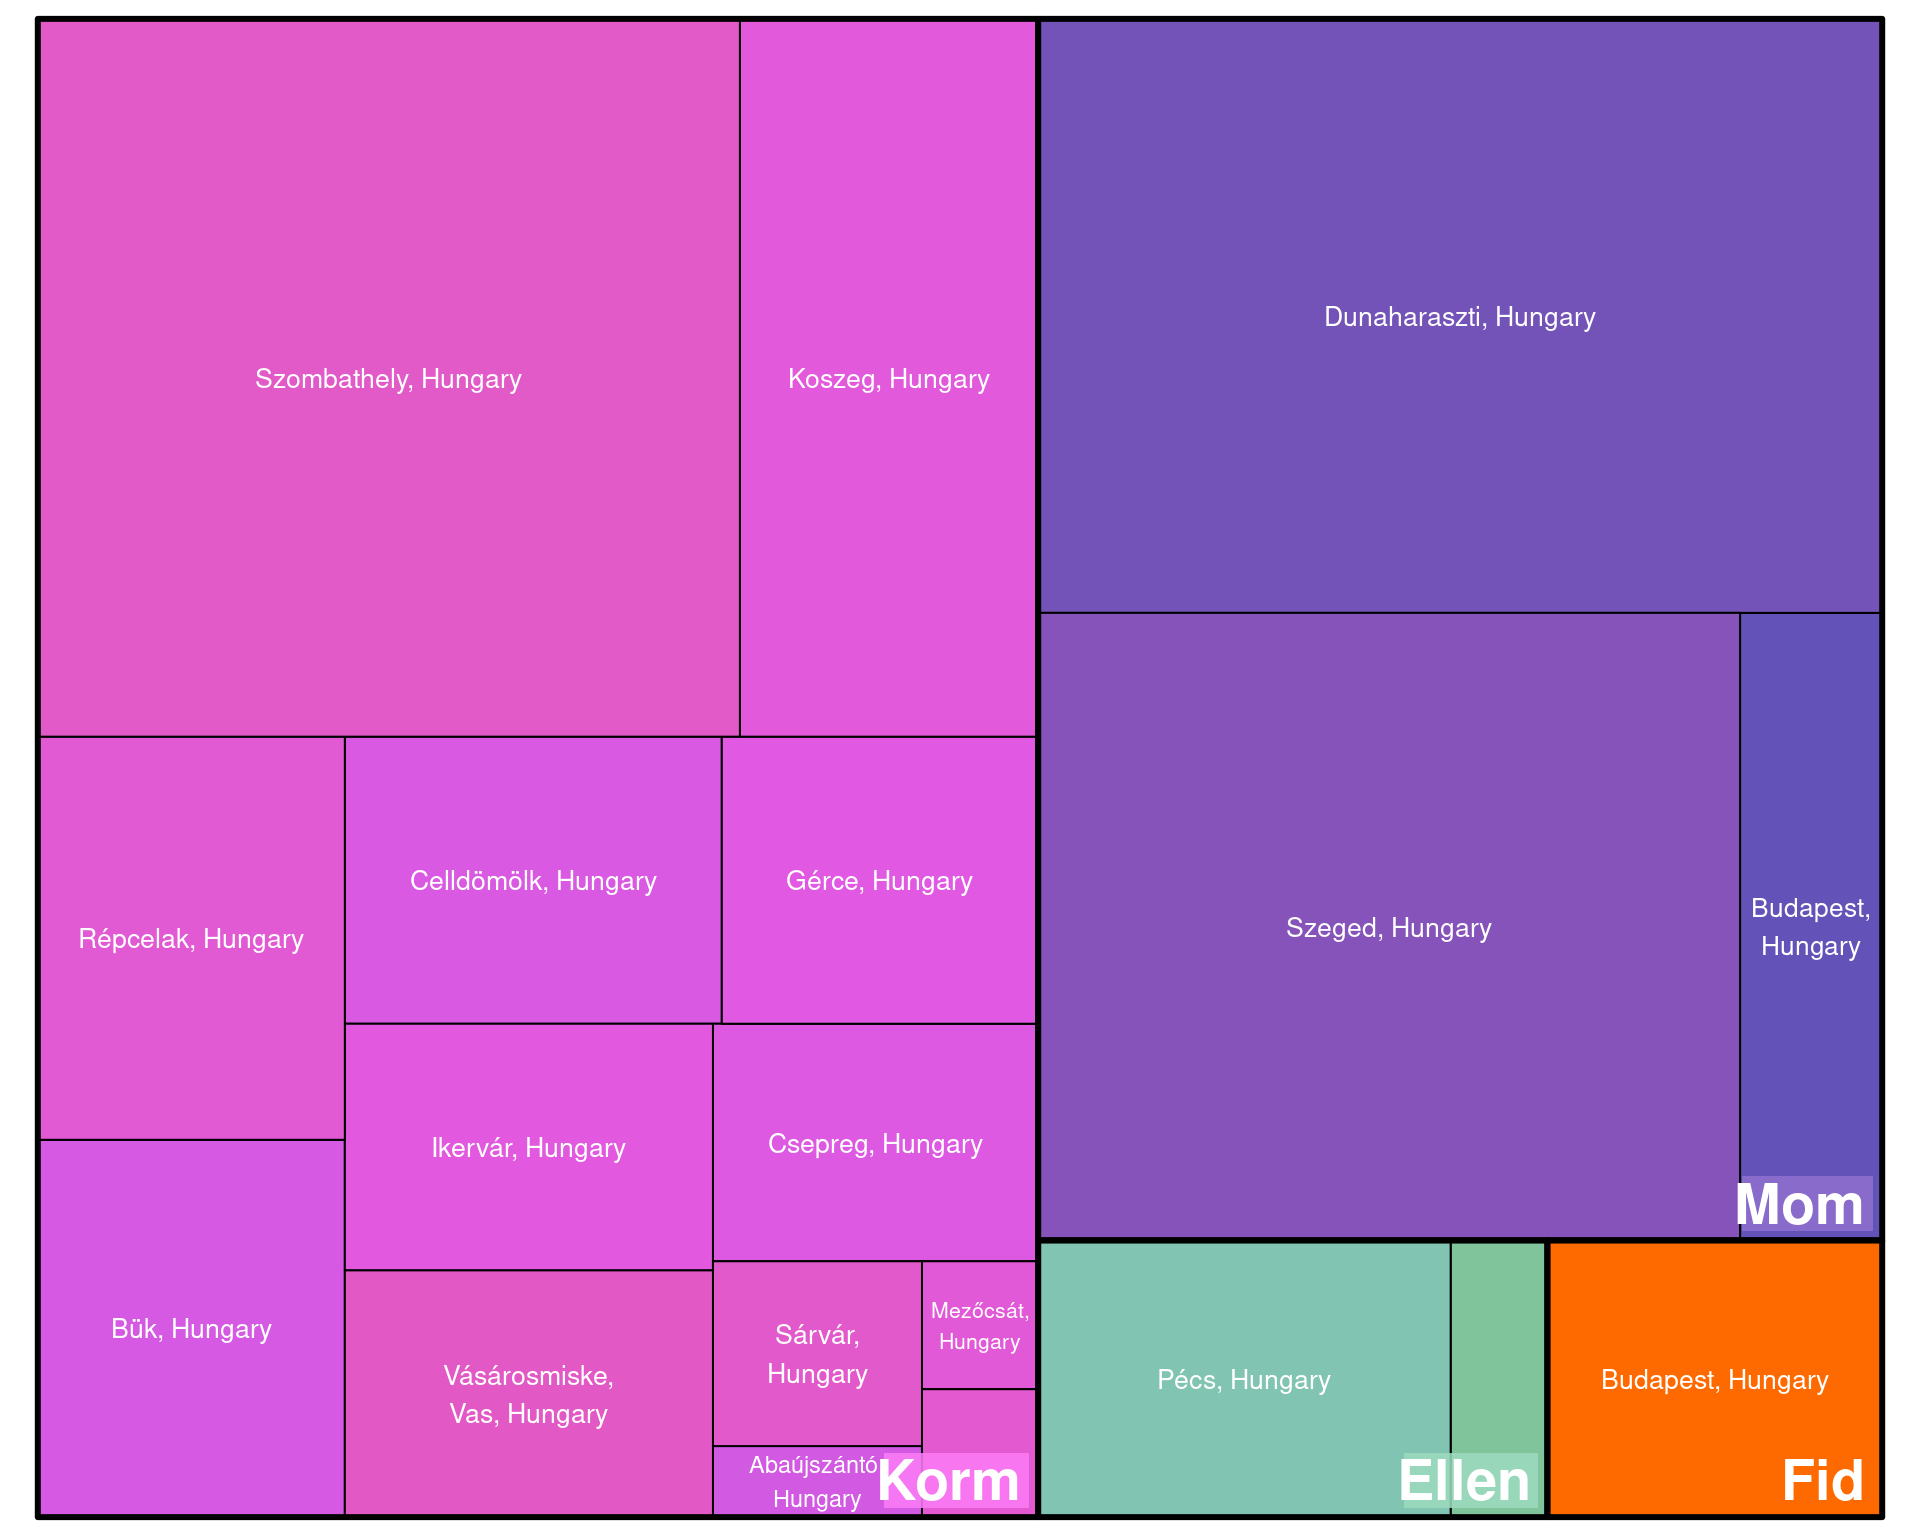 Szombathely, Hungary
Koszeg, Hungary
Dunaharaszti, Hungary
Répcelak, Hungary
Celldömölk, Hungary
Gérce, Hungary
Szeged, Hungary
Budapest,
Hungary
Ikervár, Hungary
Csepreg, Hungary
Mom
Bük, Hungary
Vásárosmiske,
Vas, Hungary
Sárvár,
Hungary
Mezőcsát,
Hungary
Abaújszántó
Hungary
Korm
Pécs, Hungary
Ellen
Budapest, Hungary
Fid